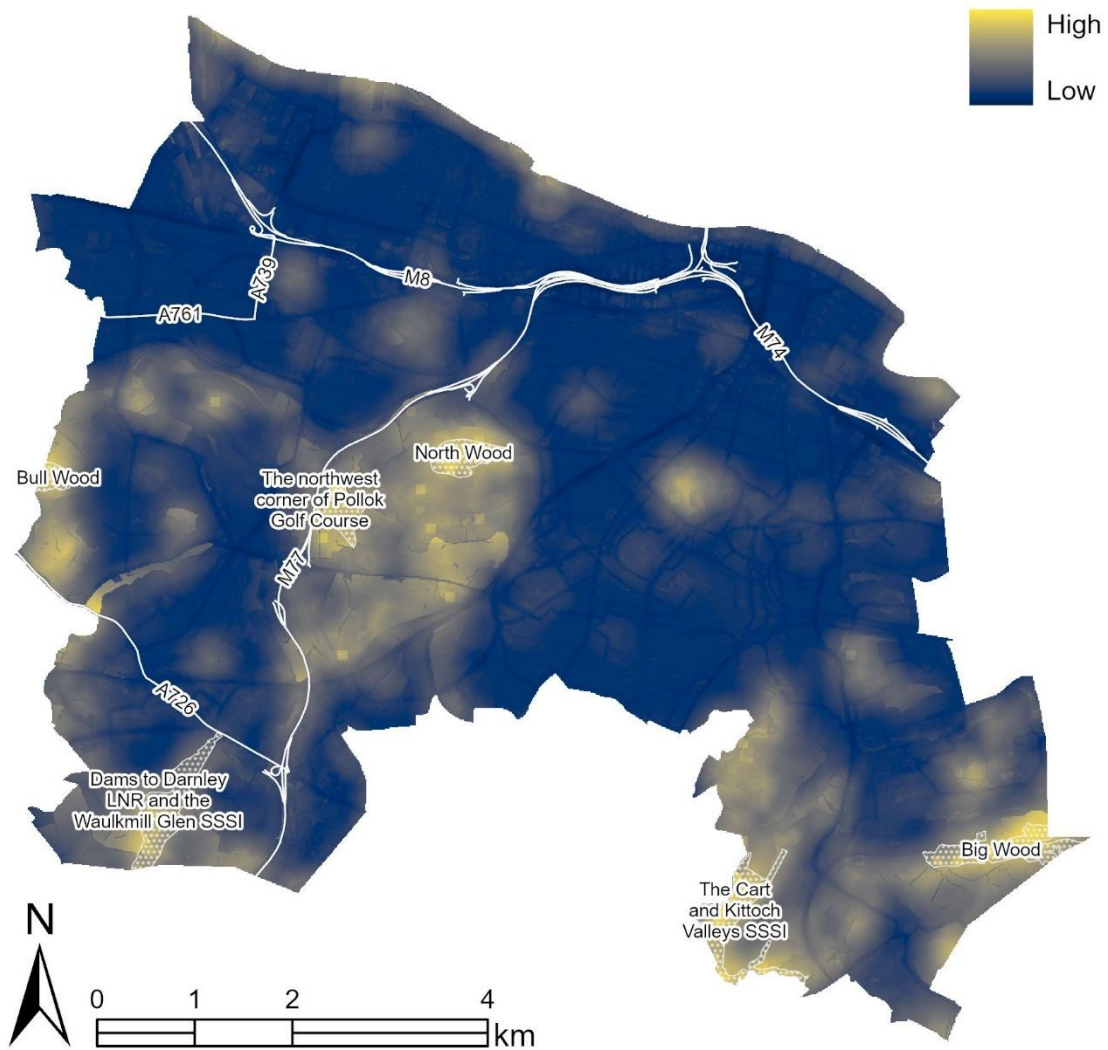 High
Low
A739
M8
A761
M74
North Wood
Bull Wood
The northwest
corner of Pollok
Golf Course
M77
A726
Dams to Darnley
LNR and the
Waulkmill Glen SSSI
Big Wood
The Cart
and Kittoch
Valleys SSSI
N
0 1 2 4
km